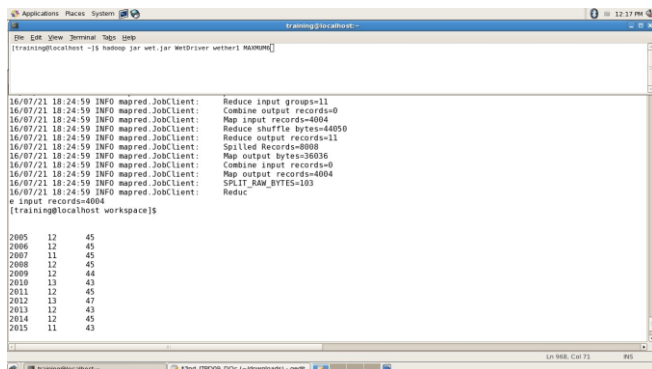 Applications Places System 12:17 PM
training@localhost:~
File Edit View Terminal Tabs Help
[training@localhost ~]$ hadoop jar wet.jar WetDriver wether1 MAXMUM6
16/07/21 18:24:59 INFO mapred.JobClient: Reduce input groups=11
16/07/21 18:24:59 INFO mapred.JobClient: Combine output records=0
16/07/21 18:24:59 INFO mapred.JobClient: Map input records=4004
16/07/21 18:24:59 INFO mapred.JobClient: Reduce shuffle bytes=44050
16/07/21 18:24:59 INFO mapred.JobClient: Reduce output records=11
16/07/21 18:24:59 INFO mapred.JobClient: Spilled Records=8008
16/07/21 18:24:59 INFO mapred.JobClient: Map output bytes=36036
16/07/21 18:24:59 INFO mapred.JobClient: Combine input records=0
16/07/21 18:24:59 INFO mapred.JobClient: Map output records=4004
16/07/21 18:24:59 INFO mapred.JobClient: SPLIT_RAW_BYTES=103
16/07/21 18:24:59 INFO mapred.JobClient: Reduc
e input records=4004
[training@localhost workspace]$
2005 12 45
2006 12 45
2007 11 45
2008 12 45
2009 12 44
2010 13 43
2011 12 45
2012 13 47
2013 12 43
2014 12 45
2015 11 43
Ln 968, Col 71 INS